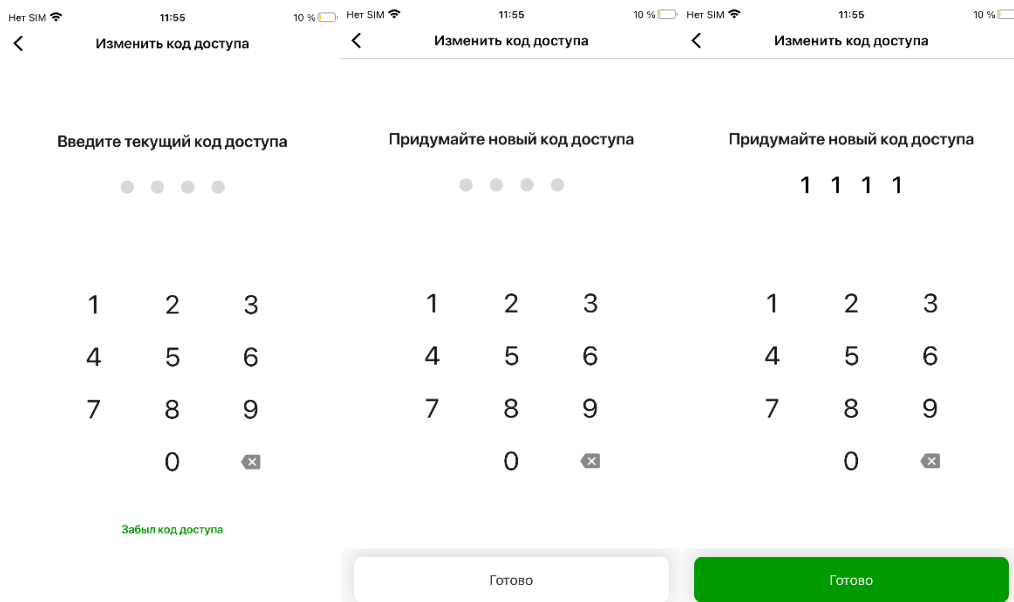 Нет SIM 11:55 10 %
Изменить код доступа
Введите текущий код доступа
1 2 3
4 5 6
7 8 9
0
Забыл код доступа
Нет SIM 11:55 10 %
Изменить код доступа
Придумайте новый код доступа
1 2 3
4 5 6
7 8 9
0
Готово
Нет SIM 11:55 10 %
Изменить код доступа
Придумайте новый код доступа
1 1 1 1
1 2 3
4 5 6
7 8 9
0
Готово